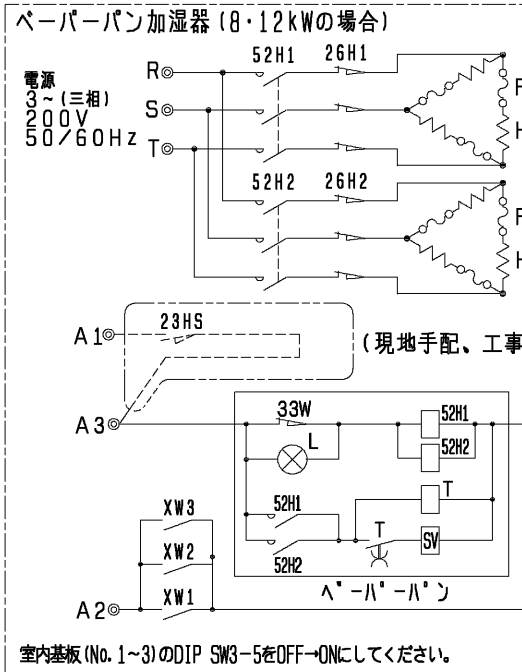 ペーパーパン加湿器(8・12kWの場合)
電源
3~(三相)
200V
50/60Hz
R
S
T
52H1
26H1
52H2
26H2
F
H
F
H
A1
23HS
(現地手配、工事
A3
33W
L
52H1
52H2
T
52H1
52H2
T
SV
ペーパーパン
XW3
XW2
XW1
A2
室内基板(No.1~3)のDIP SW3-5をOFF→ONにしてください。